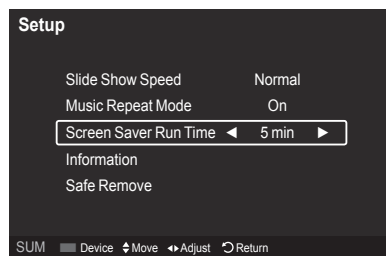 Setup
Slide Show Speed Normal
Music Repeat Mode On
Screen Saver Run Time ◄ 5 min ►
Information
Safe Remove
SUM Device Move Adjust Return